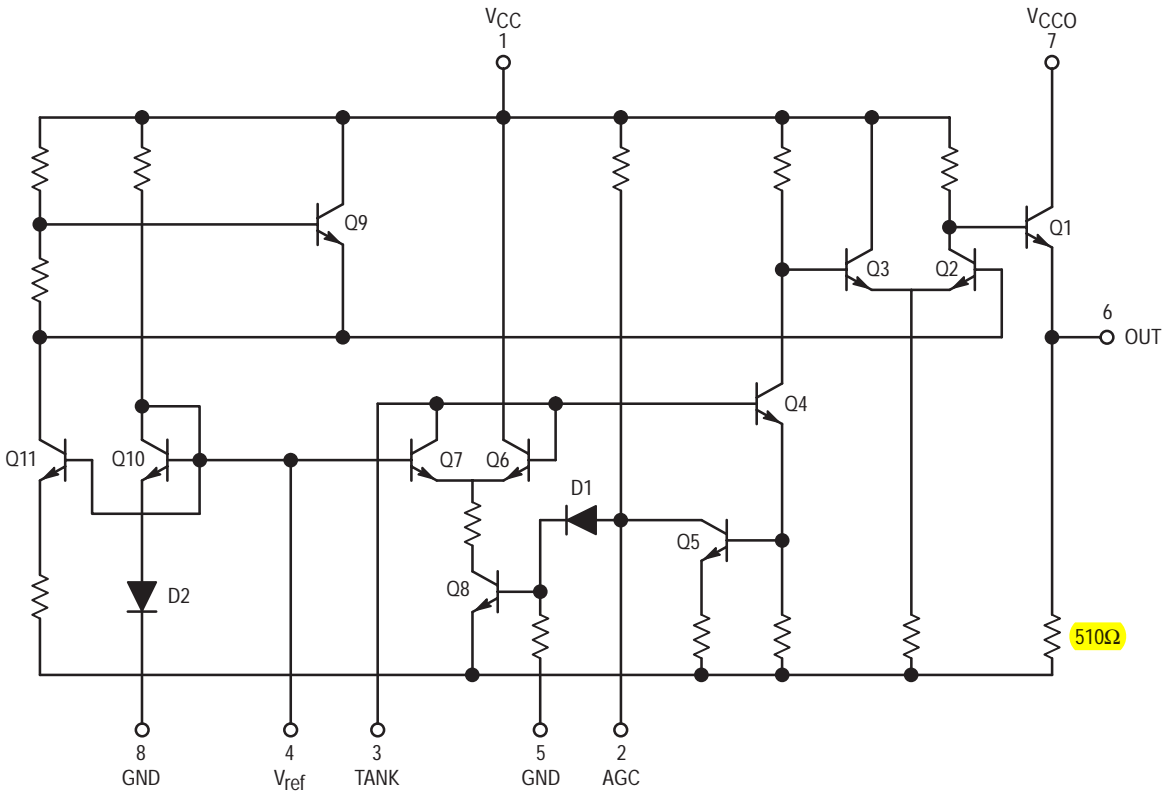 VCC
1
VCCO
7
Q9
Q3
Q2
Q1
6
OUT
Q4
Q11
Q10
Q7
Q6
D1
Q5
Q8
D2
510Ω
8
GND
4
Vref
3
TANK
5
GND
2
AGC